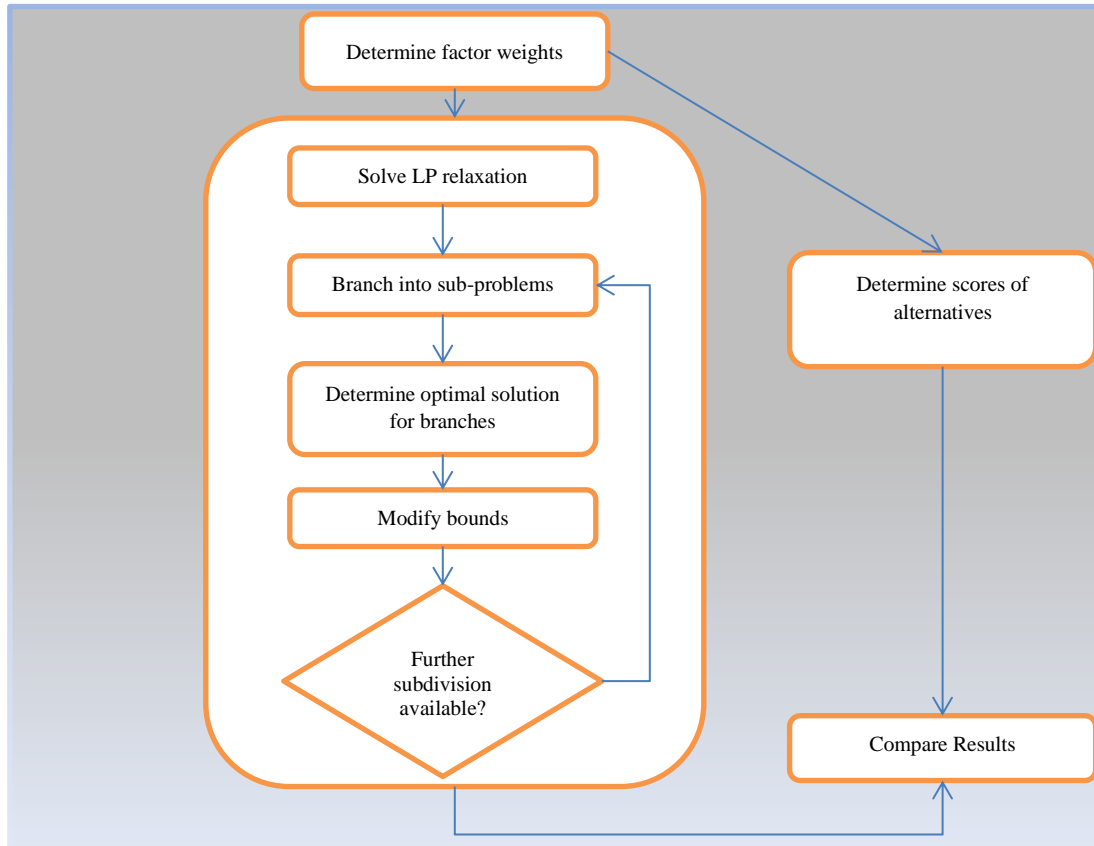 Determine factor weights
Solve LP relaxation
Branch into sub-problems
Determine optimal solution
for branches
Modify bounds
Further
subdivision
available?
Determine scores of
alternatives
Compare Results